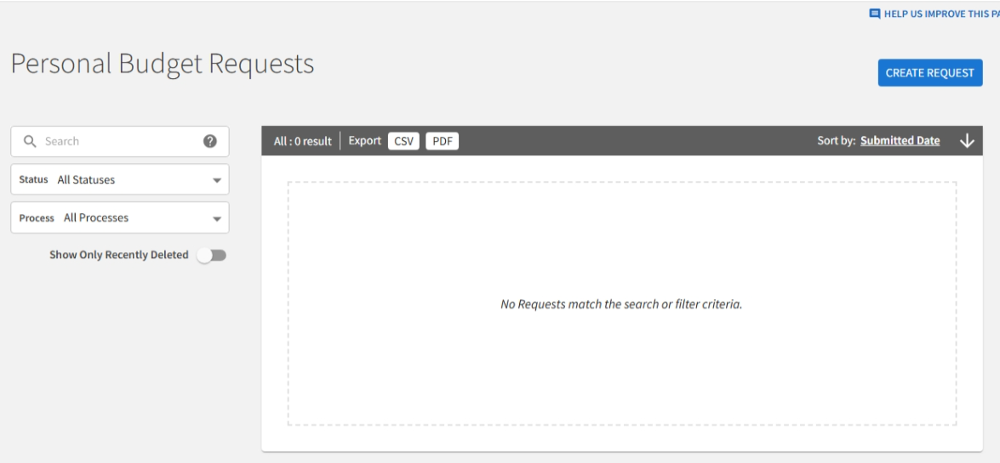 HELP US IMPROVE THIS PA
Personal Budget Requests
CREATE REQUEST
Search
Status All Statuses
Process All Processes
Show Only Recently Deleted
All : 0 result Export CSV PDF Sort by: Submitted Date
No Requests match the search or filter criteria.